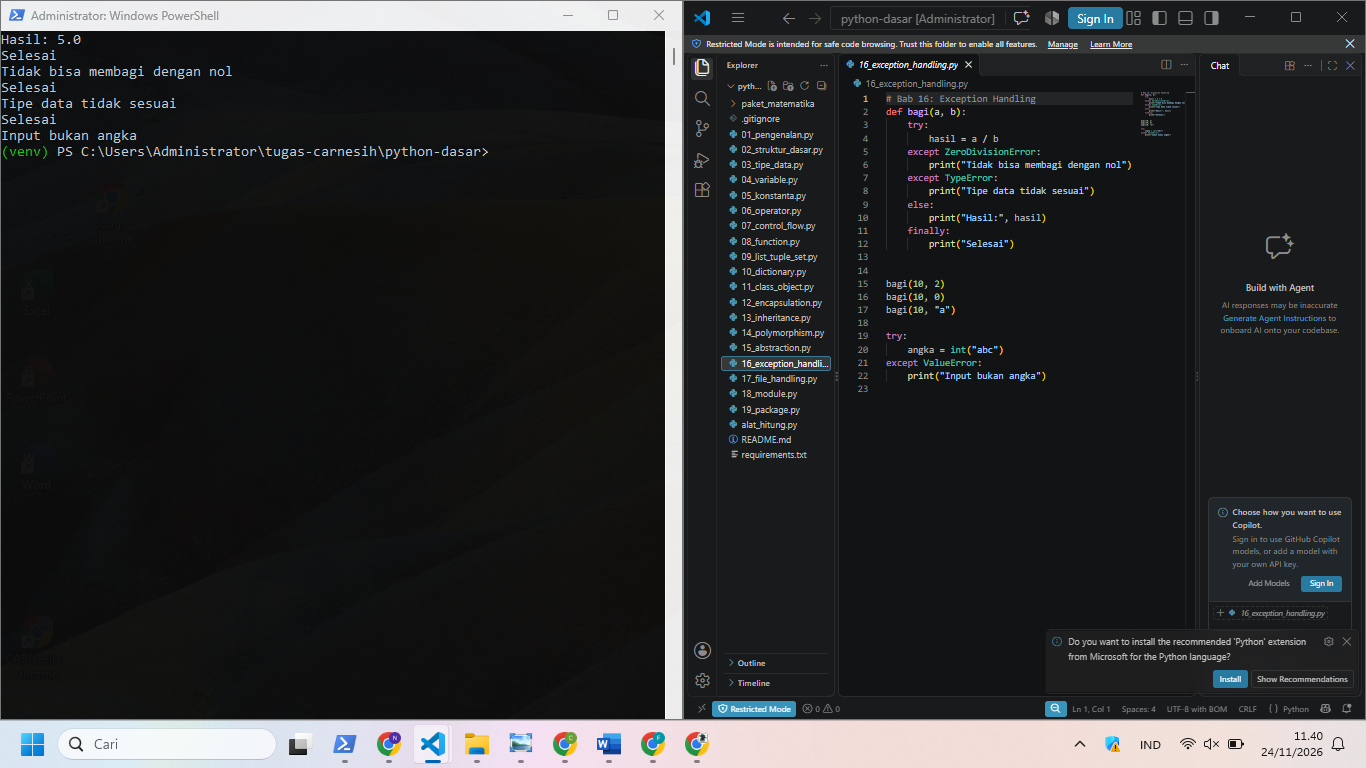 Administrator: Windows PowerShell
Hasil: 5.0
Selesai
Tidak bisa membagi dengan nol
Selesai
Tipe data tidak sesuai
Selesai
Input bukan angka
(venv) PS C:\Users\Administrator\tugas-carnesih\python-dasar>
Excel
PowerPoint
Word
python-dasar [Administrator]
Sign In
Restricted Mode is intended for safe code browsing. Trust this folder to enable all features. Manage Learn More
Explorer
pyth...
paket_matematika
.gitignore
01_pengenalan.py
02_struktur_dasar.py
03_tipe_data.py
04_variable.py
05_konstanta.py
06_operator.py
07_control_flow.py
08_function.py
09_list_tuple_set.py
10_dictionary.py
11_class_object.py
12_encapsulation.py
13_inheritance.py
14_polymorphism.py
15_abstraction.py
16_exception_handli...
17_file_handling.py
18_module.py
19_package.py
alat_hitung.py
README.md
requirements.txt
Outline
Timeline
16_exception_handling.py
16_exception_handling.py
1 # Bab 16: Exception Handling
2 def bagi(a, b):
3 try:
4 hasil = a / b
5 except ZeroDivisionError:
6 print("Tidak bisa membagi dengan nol")
7 except TypeError:
8 print("Tipe data tidak sesuai")
9 else:
10 print("Hasil:", hasil)
11 finally:
12 print("Selesai")
13
14
15 bagi(10, 2)
16 bagi(10, 0)
17 bagi(10, "a")
18
19 try:
20 angka = int("abc")
21 except ValueError:
22 print("Input bukan angka")
23
Chat
Build with Agent
AI responses may be inaccurate
Generate Agent Instructions to
onboard AI onto your codebase.
Choose how you want to use
Copilot.
Sign in to use GitHub Copilot
models, or add a model with
your own API key.
Add Models Sign In
16_exception_handling.py
Do you want to install the recommended 'Python' extension
from Microsoft for the Python language?
Install Show Recommendations
Restricted Mode 0 0 Ln 1, Col 1 Spaces: 4 UTF-8 with BOM CRLF Python
Cari
N
C
F
IND
11.40
24/11/2026